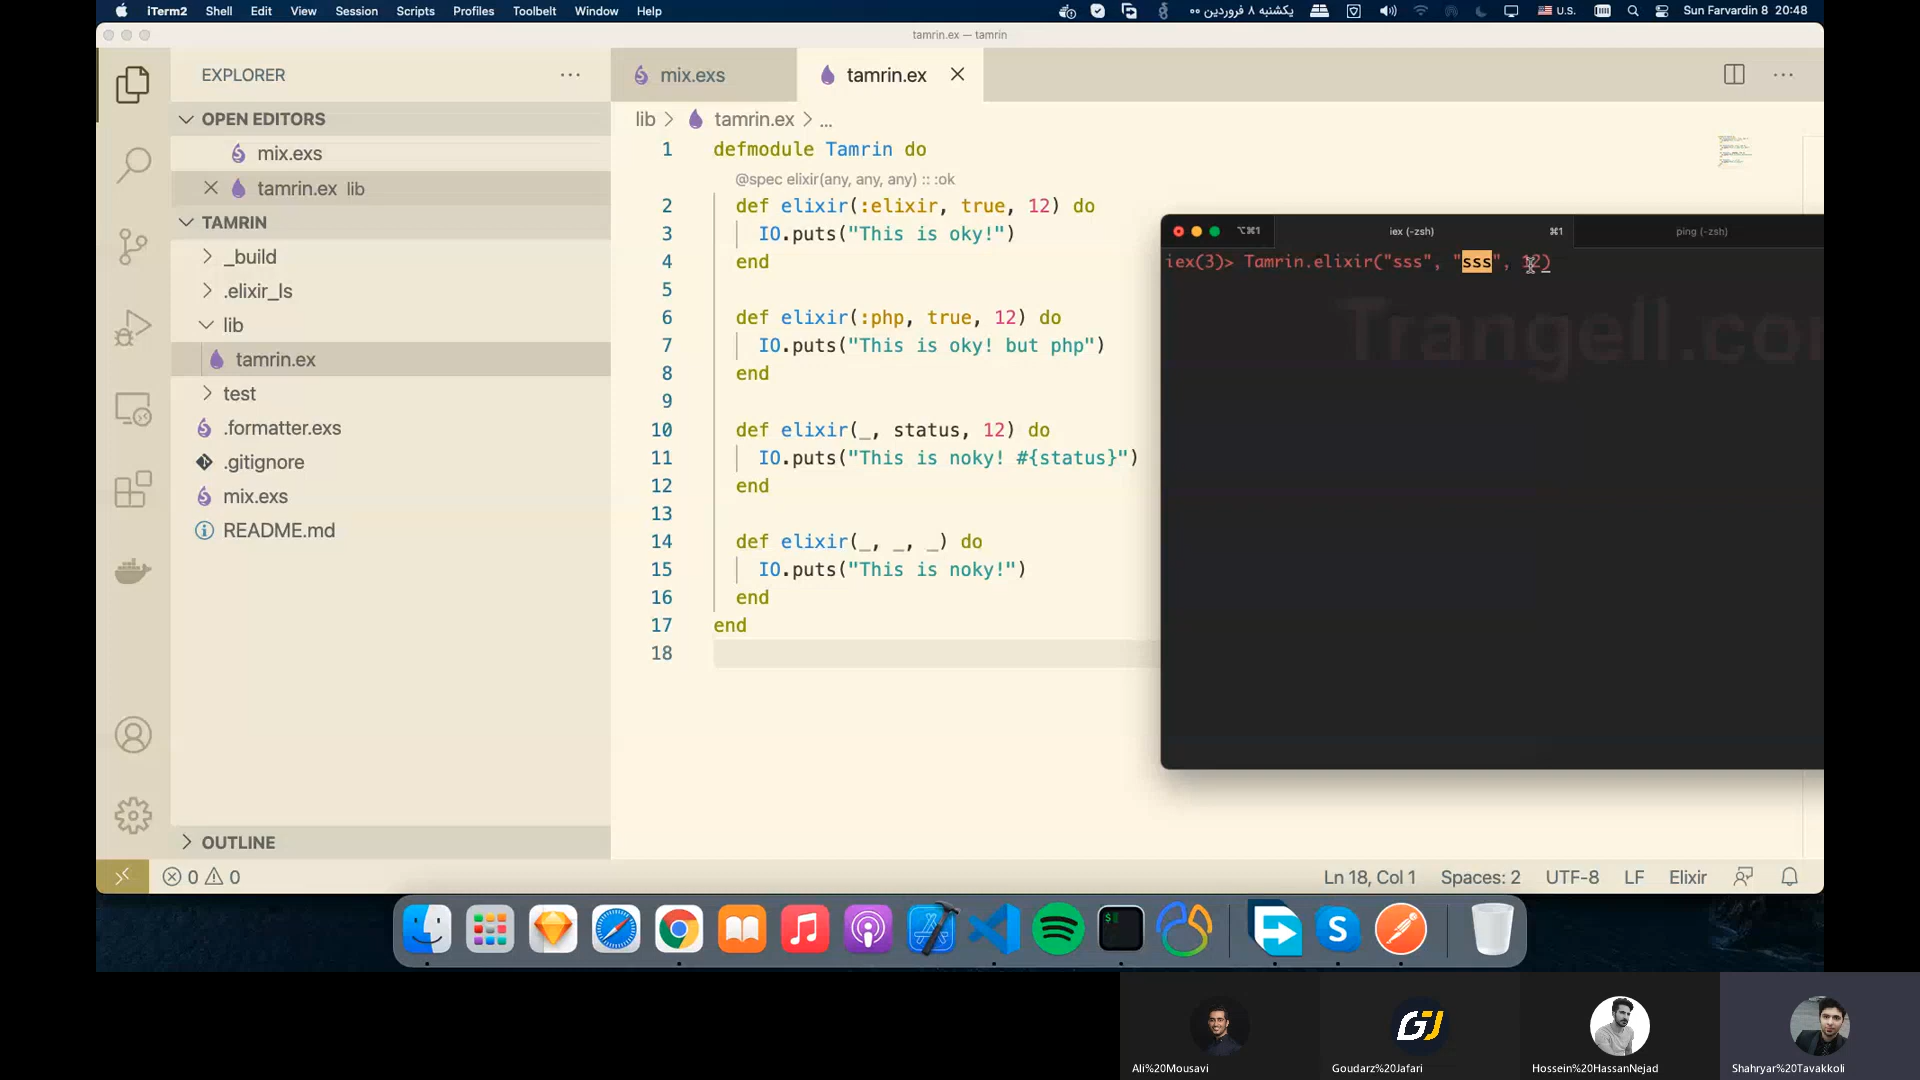 iTerm2 Shell Edit View Session Scripts Profiles Toolbelt Window Help یکشنبه ۸ فروردین ۰۰ U.S. Sun Farvardin 8 20:48
tamrin.ex — tamrin
EXPLORER ...
OPEN EDITORS
mix.exs
tamrin.ex lib
TAMRIN
_build
.elixir_ls
lib
tamrin.ex
test
.formatter.exs
.gitignore
mix.exs
README.md
OUTLINE
mix.exs
tamrin.ex
lib > tamrin.ex > ...
1 defmodule Tamrin do
@spec elixir(any, any, any) :: :ok
2 def elixir(:elixir, true, 12) do
3 IO.puts("This is oky!")
4 end
5
6 def elixir(:php, true, 12) do
7 IO.puts("This is oky! but php")
8 end
9
10 def elixir(_, status, 12) do
11 IO.puts("This is noky! #{status}")
12 end
13
14 def elixir(_, _, _) do
15 IO.puts("This is noky!")
16 end
17 end
18
⌥⌘1 iex (-zsh) ⌘1 ping (-zsh)
iex(3)> Tamrin.elixir("sss", "sss", 12)
Trangell.co
0 0
Ln 18, Col 1 Spaces: 2 UTF-8 LF Elixir
Ali%20Mousavi
Goudarz%20Jafari
Hossein%20HassanNejad
Shahryar%20Tavakkoli